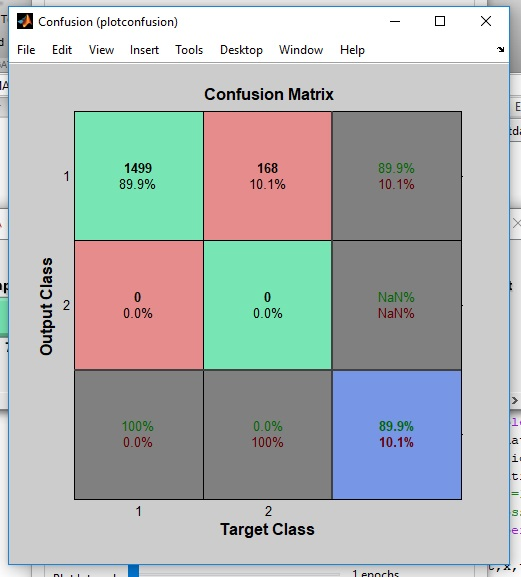 Confusion (plotconfusion)
File Edit View Insert Tools Desktop Window Help
Confusion Matrix
1499
89.9%
168
10.1%
89.9%
10.1%
1
0
0.0%
0
0.0%
NaN%
NaN%
2
100%
0.0%
0.0%
100%
89.9%
10.1%
1 2
Output Class
Target Class
1 epochs